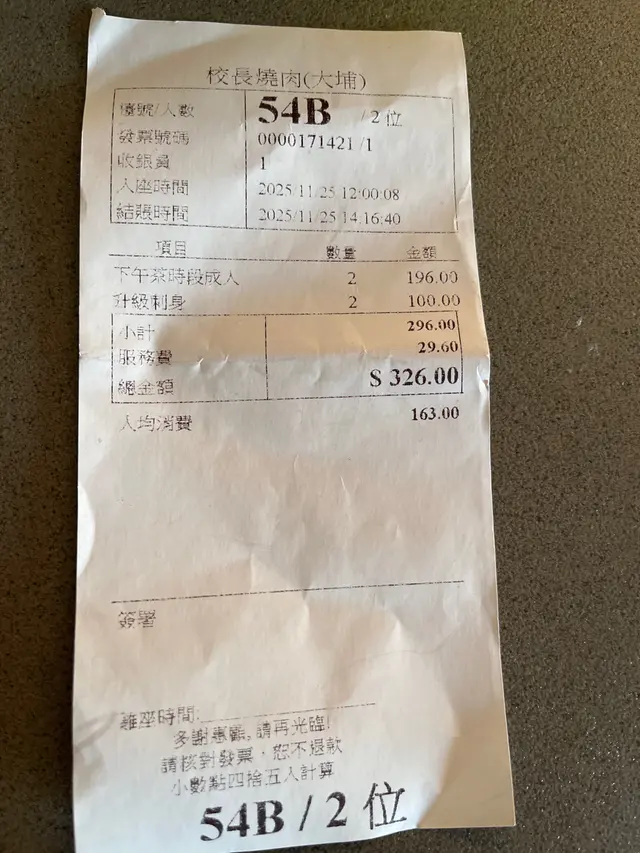 校長燒肉(大埔)
檯號/人數 54B / 2 位
發票號碼 0000171421 /1
收銀員 1
入座時間 2025/11/25 12:00:08
結賬時間 2025/11/25 14:16:40
項目 數量 金額
下午茶時段成人 2 196.00
升級刺身 2 100.00
小計 296.00
服務費 29.60
總金額 $ 326.00
人均消費 163.00
簽署
離座時間:
多謝惠顧, 請再光臨!
請核對發票，恕不退款
小數點四捨五入計算
54B / 2 位